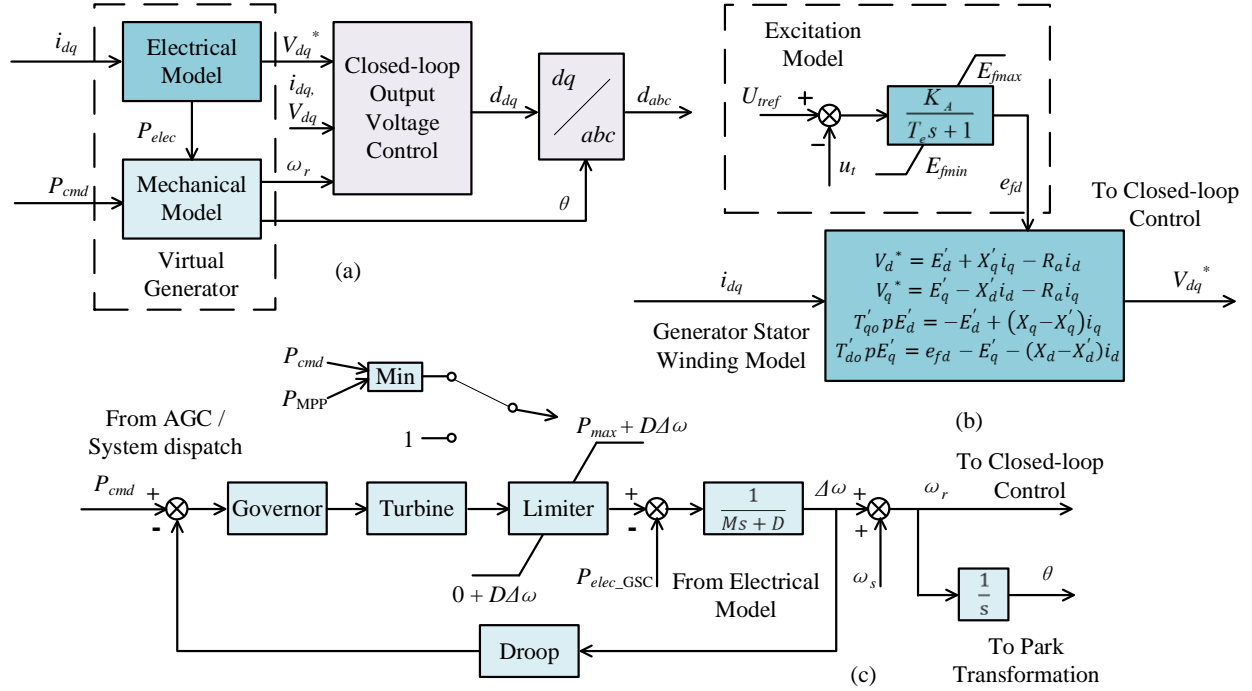 i_dq
Electrical
Model
P_elec
P_cmd
Mechanical
Model
Virtual
Generator
V_dq*
i_dq,
V_dq
ω_r
Closed-loop
Output
Voltage
Control
d_dq
dq
abc
d_abc
θ
(a)
Excitation
Model
U_tref
+
−
u_t
K_A
T_e s + 1
E_fmax
E_fmin
e_fd
To Closed-loop
Control
i_dq
Generator Stator
Winding Model
V_d* = E'_d + X'_q i_q − R_a i_d
V_q* = E'_q − X'_d i_d − R_a i_q
T'_qo pE'_d = −E'_d + (X_q−X'_q)i_q
T'_do pE'_q = e_fd − E'_q − (X_d−X'_d)i_d
V_dq*
(b)
P_cmd
P_MPP
Min
1
From AGC /
System dispatch
P_cmd
+
-
Governor
Turbine
Limiter
P_max + DΔω
0 + DΔω
+
-
P_elec_GSC
From Electrical
Model
1
Ms + D
Δω
+
+
ω_s
ω_r
To Closed-loop
Control
1
s
θ
To Park
Transformation
Droop
(c)